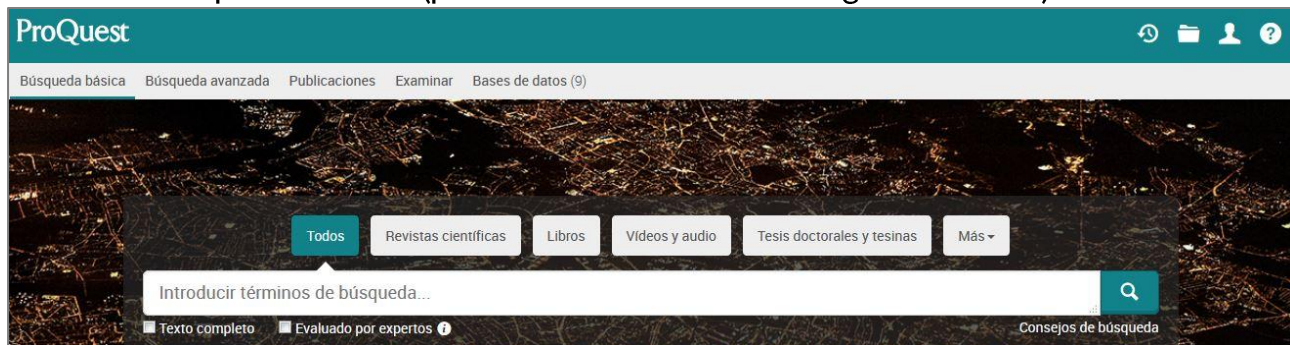 ProQuest
Búsqueda básica Búsqueda avanzada Publicaciones Examinar Bases de datos (9)
Todos Revistas científicas Libros Vídeos y audio Tesis doctorales y tesinas Más
Introducir términos de búsqueda...
Texto completo Evaluado por expertos Consejos de búsqueda